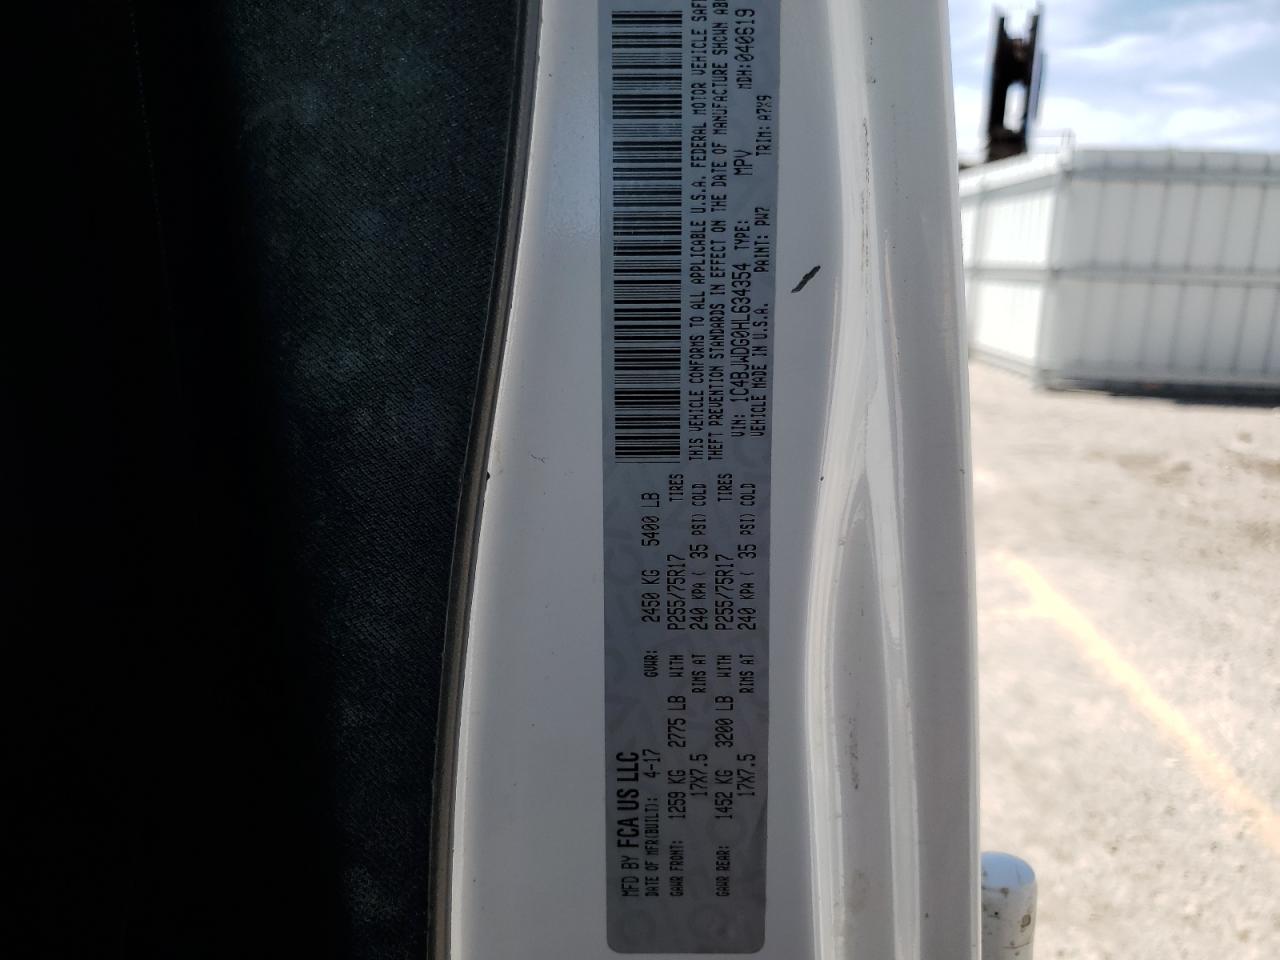 MFD BY FCA US LLC
DATE OF MFR(BUILT): 4-17 GVWR: 2450 KG 5400 LB
GAWR FRONT: 1259 KG 2775 LB WITH P255/75R17 TIRES
17X7.5 RIMS AT 240 KPA ( 35 PSI) COLD
GAWR REAR: 1452 KG 3200 LB WITH P255/75R17 TIRES
17X7.5 RIMS AT 240 KPA ( 35 PSI) COLD
THIS VEHICLE CONFORMS TO ALL APPLICABLE U.S.A. FEDERAL MOTOR VEHICLE SAFE
THEFT PREVENTION STANDARDS IN EFFECT ON THE DATE OF MANUFACTURE SHOWN ABO
VIN: 1C4BJWDG0HL634354 TYPE: MPV MDH:040619
VEHICLE MADE IN U.S.A. PAINT: PW7 TRIM: A7X9